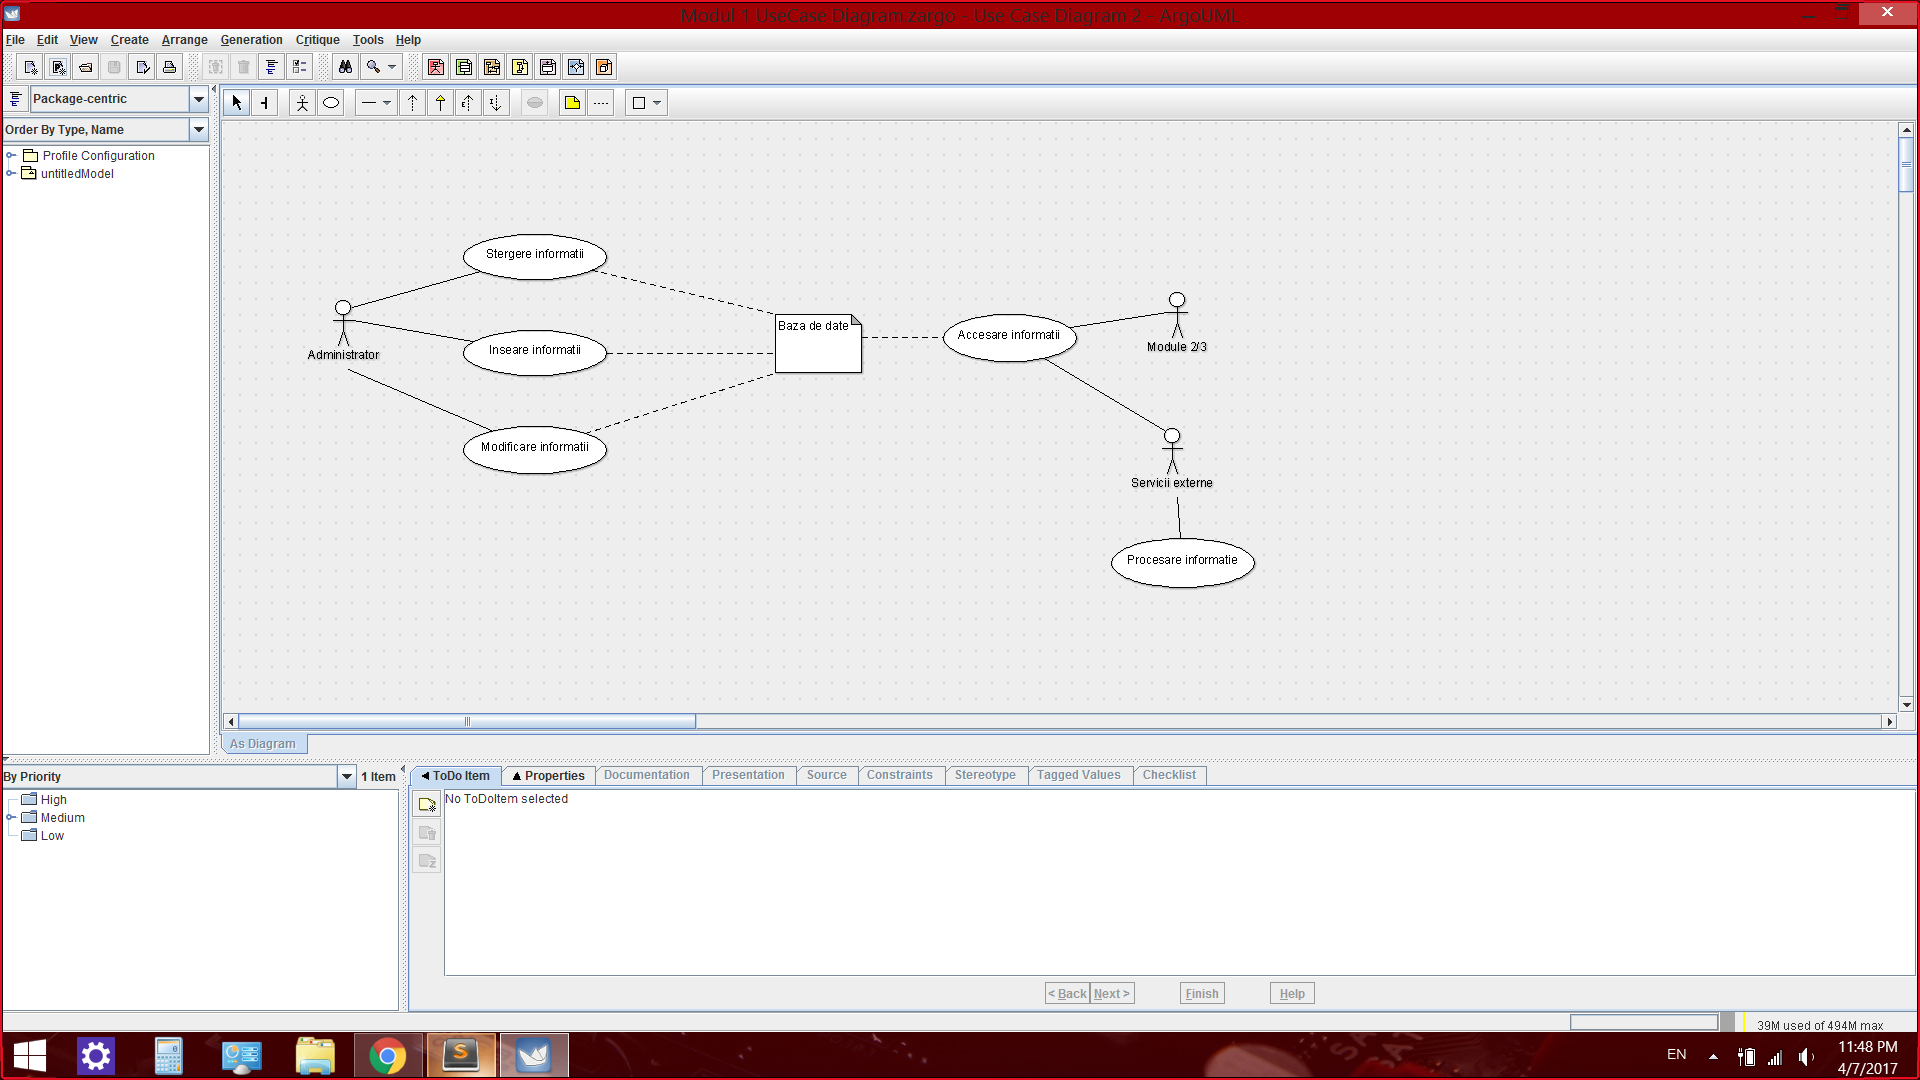 Modul 1 UseCase Diagram.zargo - Use Case Diagram 2 - ArgoUML
File Edit View Create Arrange Generation Critique Tools Help
Package-centric
Order By Type, Name
Profile Configuration
untitledModel
Stergere informatii
Administrator
Inseare informatii
Modificare informatii
Baza de date
Accesare informatii
Module 2/3
Servicii externe
Procesare informatie
As Diagram
By Priority
1 Item
High
Medium
Low
ToDo Item Properties Documentation Presentation Source Constraints Stereotype Tagged Values Checklist
No ToDoItem selected
< Back Next > Finish Help
39M used of 494M max
EN
11:48 PM
4/7/2017